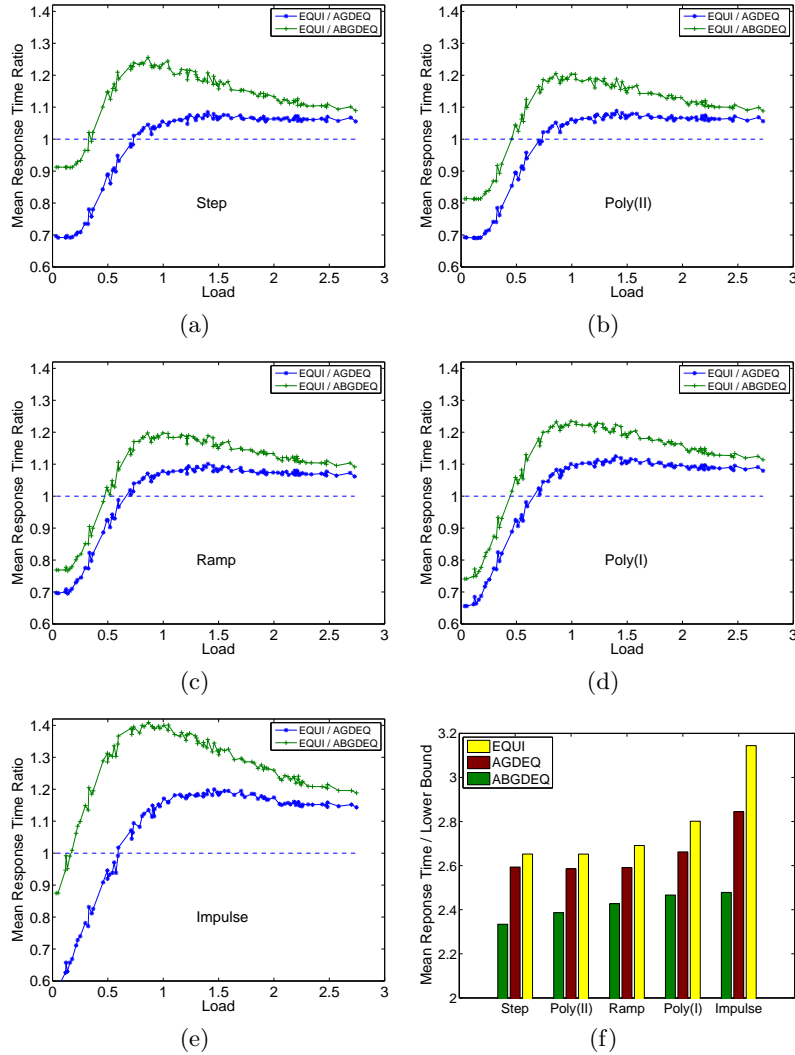 EQUI / AGDEQ
EQUI / ABGDEQ
1.4
1.3
1.2
1.1
1
0.9
0.8
0.7
0.6
Mean Response Time Ratio
Step
0 0.5 1 1.5 2 2.5 3
Load
(a)
EQUI / AGDEQ
EQUI / ABGDEQ
1.4
1.3
1.2
1.1
1
0.9
0.8
0.7
0.6
Mean Response Time Ratio
Poly(II)
0 0.5 1 1.5 2 2.5 3
Load
(b)
EQUI / AGDEQ
EQUI / ABGDEQ
1.4
1.3
1.2
1.1
1
0.9
0.8
0.7
0.6
Mean Response Time Ratio
Ramp
0 0.5 1 1.5 2 2.5 3
Load
(c)
EQUI / AGDEQ
EQUI / ABGDEQ
1.4
1.3
1.2
1.1
1
0.9
0.8
0.7
0.6
Mean Response Time Ratio
Poly(I)
0 0.5 1 1.5 2 2.5 3
Load
(d)
EQUI / AGDEQ
EQUI / ABGDEQ
1.4
1.3
1.2
1.1
1
0.9
0.8
0.7
0.6
Mean Response Time Ratio
Impulse
0 0.5 1 1.5 2 2.5 3
Load
(e)
EQUI
AGDEQ
ABGDEQ
3.2
3
2.8
2.6
2.4
2.2
2
Mean Reponse Time / Lower Bound
Step Poly(II) Ramp Poly(I) Impulse
(f)